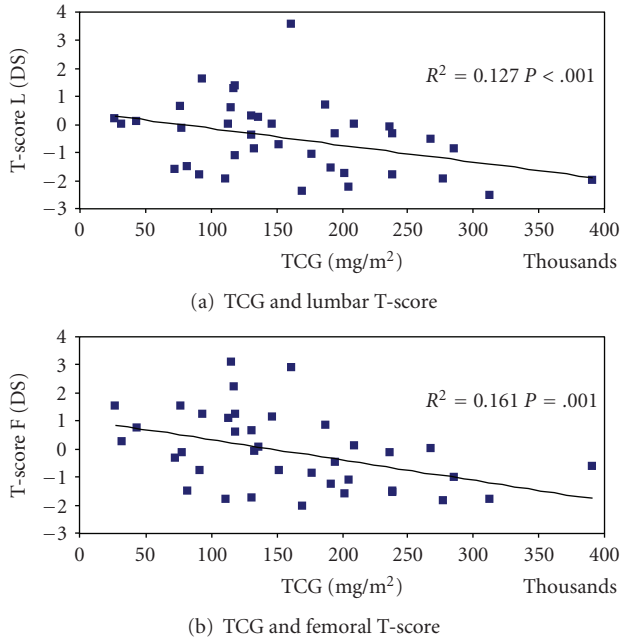 4
3
2
1
0
−1
−2
−3
T-score L (DS)
R² = 0.127 P < .001
0 50 100 150 200 250 300 350 400
TCG (mg/m²) Thousands
(a) TCG and lumbar T-score
4
3
2
1
0
−1
−2
−3
T-score F (DS)
R² = 0.161 P = .001
0 50 100 150 200 250 300 350 400
TCG (mg/m²) Thousands
(b) TCG and femoral T-score